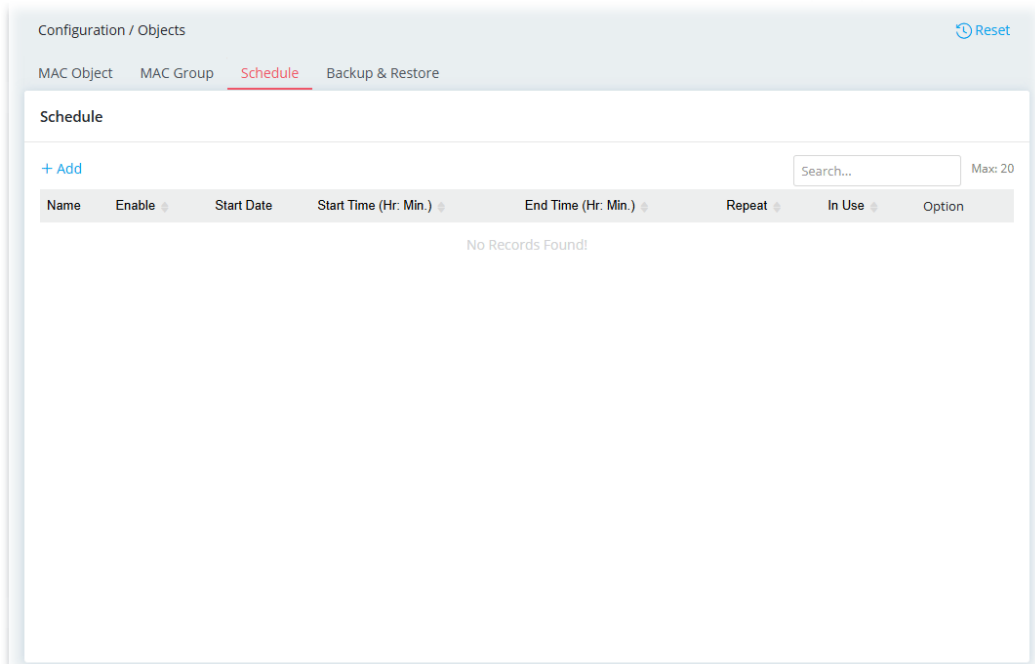 Configuration / Objects Reset
MAC Object MAC Group Schedule Backup & Restore
Schedule
+ Add Search... Max: 20
Name Enable Start Date Start Time (Hr: Min.) End Time (Hr: Min.) Repeat In Use Option
No Records Found!